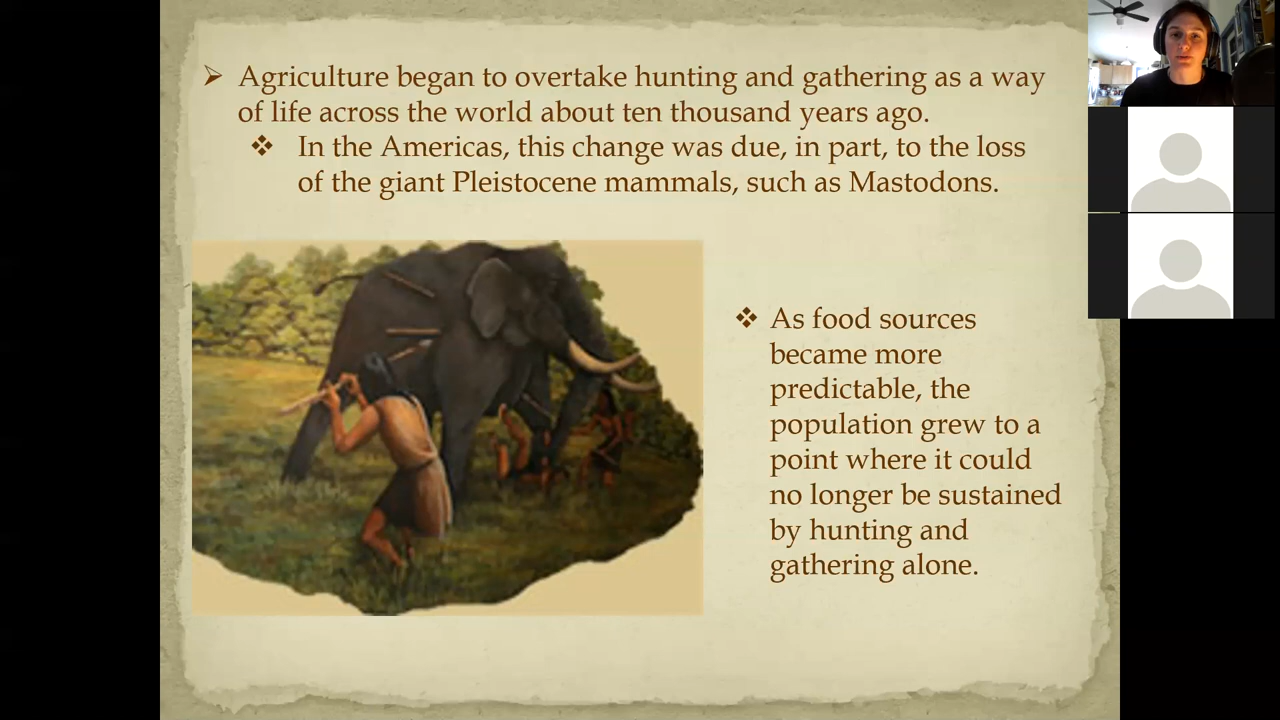 Agriculture began to overtake hunting and gathering as a way
of life across the world about ten thousand years ago.
In the Americas, this change was due, in part, to the loss
of the giant Pleistocene mammals, such as Mastodons.
As food sources
became more
predictable, the
population grew to a
point where it could
no longer be sustained
by hunting and
gathering alone.